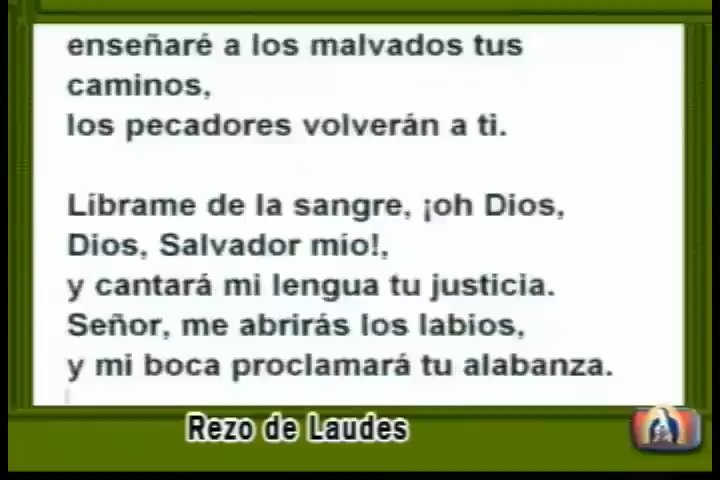 enseñaré a los malvados tus
caminos,
los pecadores volverán a ti.
Líbrame de la sangre, ¡oh Dios,
Dios, Salvador mío!,
y cantará mi lengua tu justicia.
Señor, me abrirás los labios,
y mi boca proclamará tu alabanza.
Rezo de Laudes